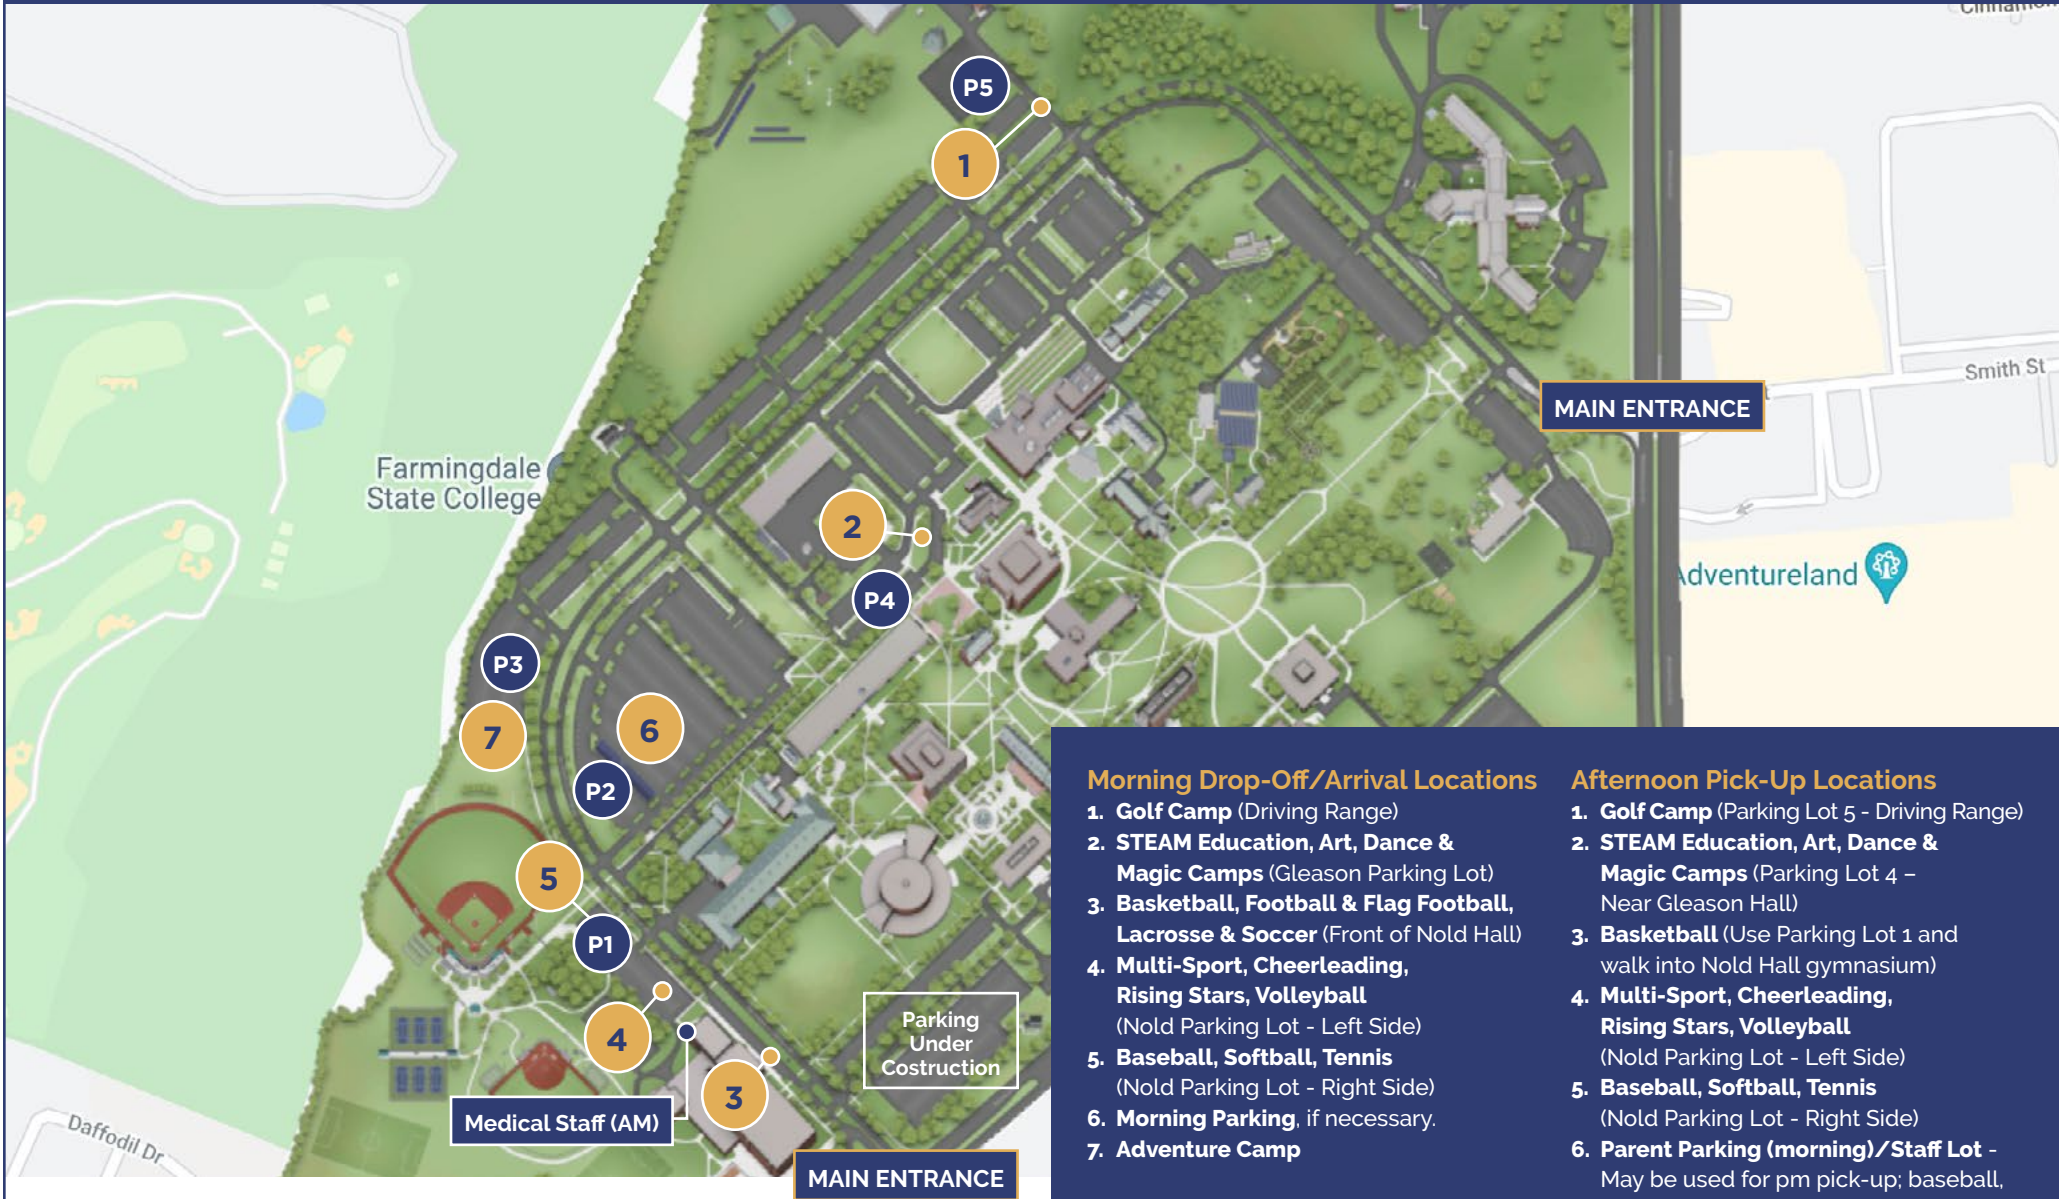 P5
1
MAIN ENTRANCE
Smith St
Farmingdale
State College
2
P4
Adventureland
P3
7
6
P2
5
P1
4
3
Parking
Under
Costruction
Medical Staff (AM)
MAIN ENTRANCE
Daffodil Dr
Morning Drop-Off/Arrival Locations
1. Golf Camp (Driving Range)
2. STEAM Education, Art, Dance &
Magic Camps (Gleason Parking Lot)
3. Basketball, Football & Flag Football,
Lacrosse & Soccer (Front of Nold Hall)
4. Multi-Sport, Cheerleading,
Rising Stars, Volleyball
(Nold Parking Lot - Left Side)
5. Baseball, Softball, Tennis
(Nold Parking Lot - Right Side)
6. Morning Parking, if necessary.
7. Adventure Camp
Afternoon Pick-Up Locations
1. Golf Camp (Parking Lot 5 - Driving Range)
2. STEAM Education, Art, Dance &
Magic Camps (Parking Lot 4 –
Near Gleason Hall)
3. Basketball (Use Parking Lot 1 and
walk into Nold Hall gymnasium)
4. Multi-Sport, Cheerleading,
Rising Stars, Volleyball
(Nold Parking Lot - Left Side)
5. Baseball, Softball, Tennis
(Nold Parking Lot - Right Side)
6. Parent Parking (morning)/Staff Lot -
May be used for pm pick-up; baseball,